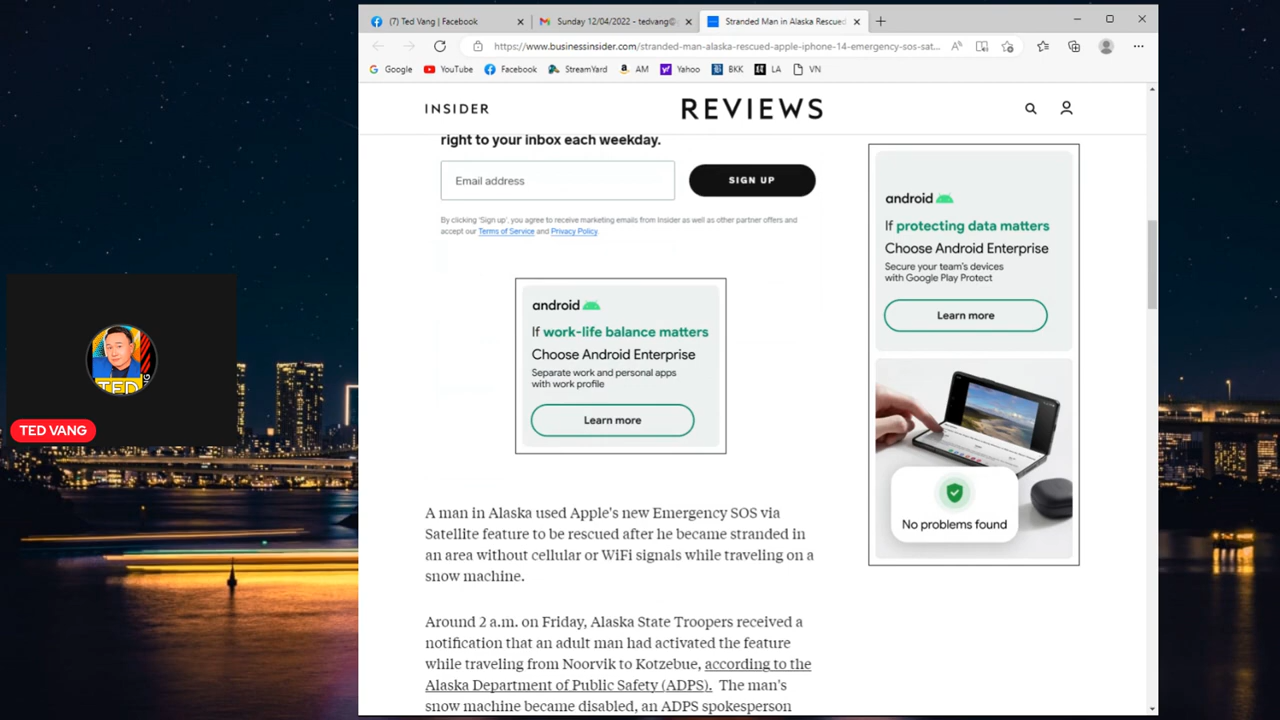 (7) Ted Vang | Facebook
Sunday 12/04/2022 - tedvang@
Stranded Man in Alaska Rescued
https://www.businessinsider.com/stranded-man-alaska-rescued-apple-iphone-14-emergency-sos-sat...
Google YouTube Facebook StreamYard AM Yahoo BKK LA VN
INSIDER
REVIEWS
right to your inbox each weekday.
Email address
SIGN UP
By clicking 'Sign up', you agree to receive marketing emails from Insider as well as other partner offers and
accept our Terms of Service and Privacy Policy.
android
If work-life balance matters
Choose Android Enterprise
Separate work and personal apps
with work profile
Learn more
android
If protecting data matters
Choose Android Enterprise
Secure your team's devices
with Google Play Protect
Learn more
No problems found
A man in Alaska used Apple's new Emergency SOS via
Satellite feature to be rescued after he became stranded in
an area without cellular or WiFi signals while traveling on a
snow machine.
Around 2 a.m. on Friday, Alaska State Troopers received a
notification that an adult man had activated the feature
while traveling from Noorvik to Kotzebue, according to the
Alaska Department of Public Safety (ADPS). The man's
snow machine became disabled, an ADPS spokesperson
TED
TED VANG